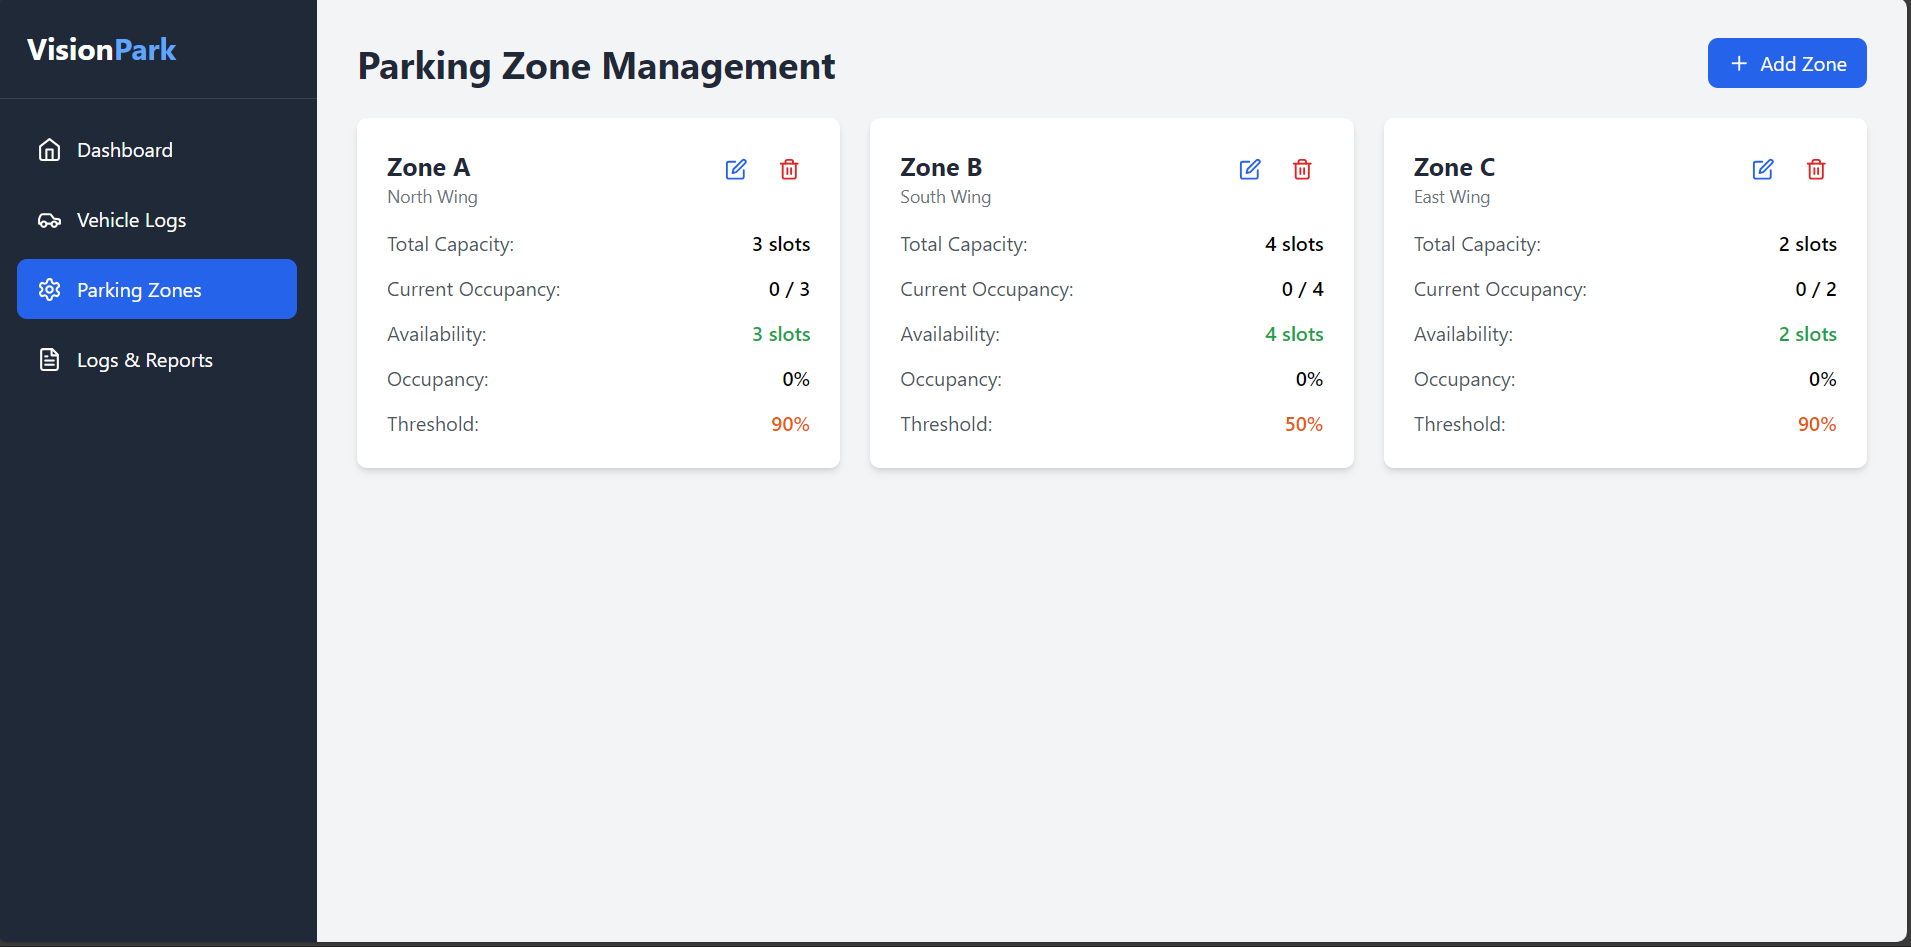 VisionPark
Dashboard
Vehicle Logs
Parking Zones
Logs & Reports
Parking Zone Management
+ Add Zone
Zone A
North Wing
Total Capacity: 3 slots
Current Occupancy: 0 / 3
Availability: 3 slots
Occupancy: 0%
Threshold: 90%
Zone B
South Wing
Total Capacity: 4 slots
Current Occupancy: 0 / 4
Availability: 4 slots
Occupancy: 0%
Threshold: 50%
Zone C
East Wing
Total Capacity: 2 slots
Current Occupancy: 0 / 2
Availability: 2 slots
Occupancy: 0%
Threshold: 90%